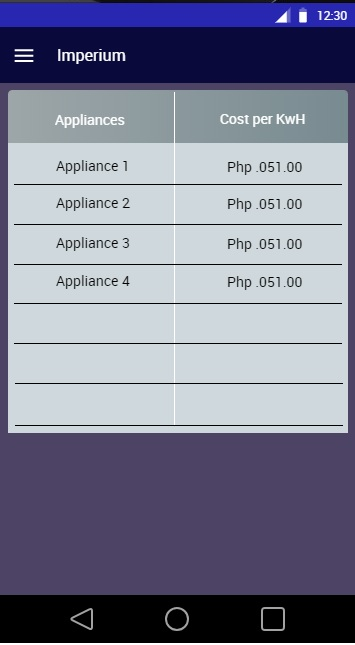 12:30
Imperium
Appliances Cost per KwH
Appliance 1 Php .051.00
Appliance 2 Php .051.00
Appliance 3 Php .051.00
Appliance 4 Php .051.00